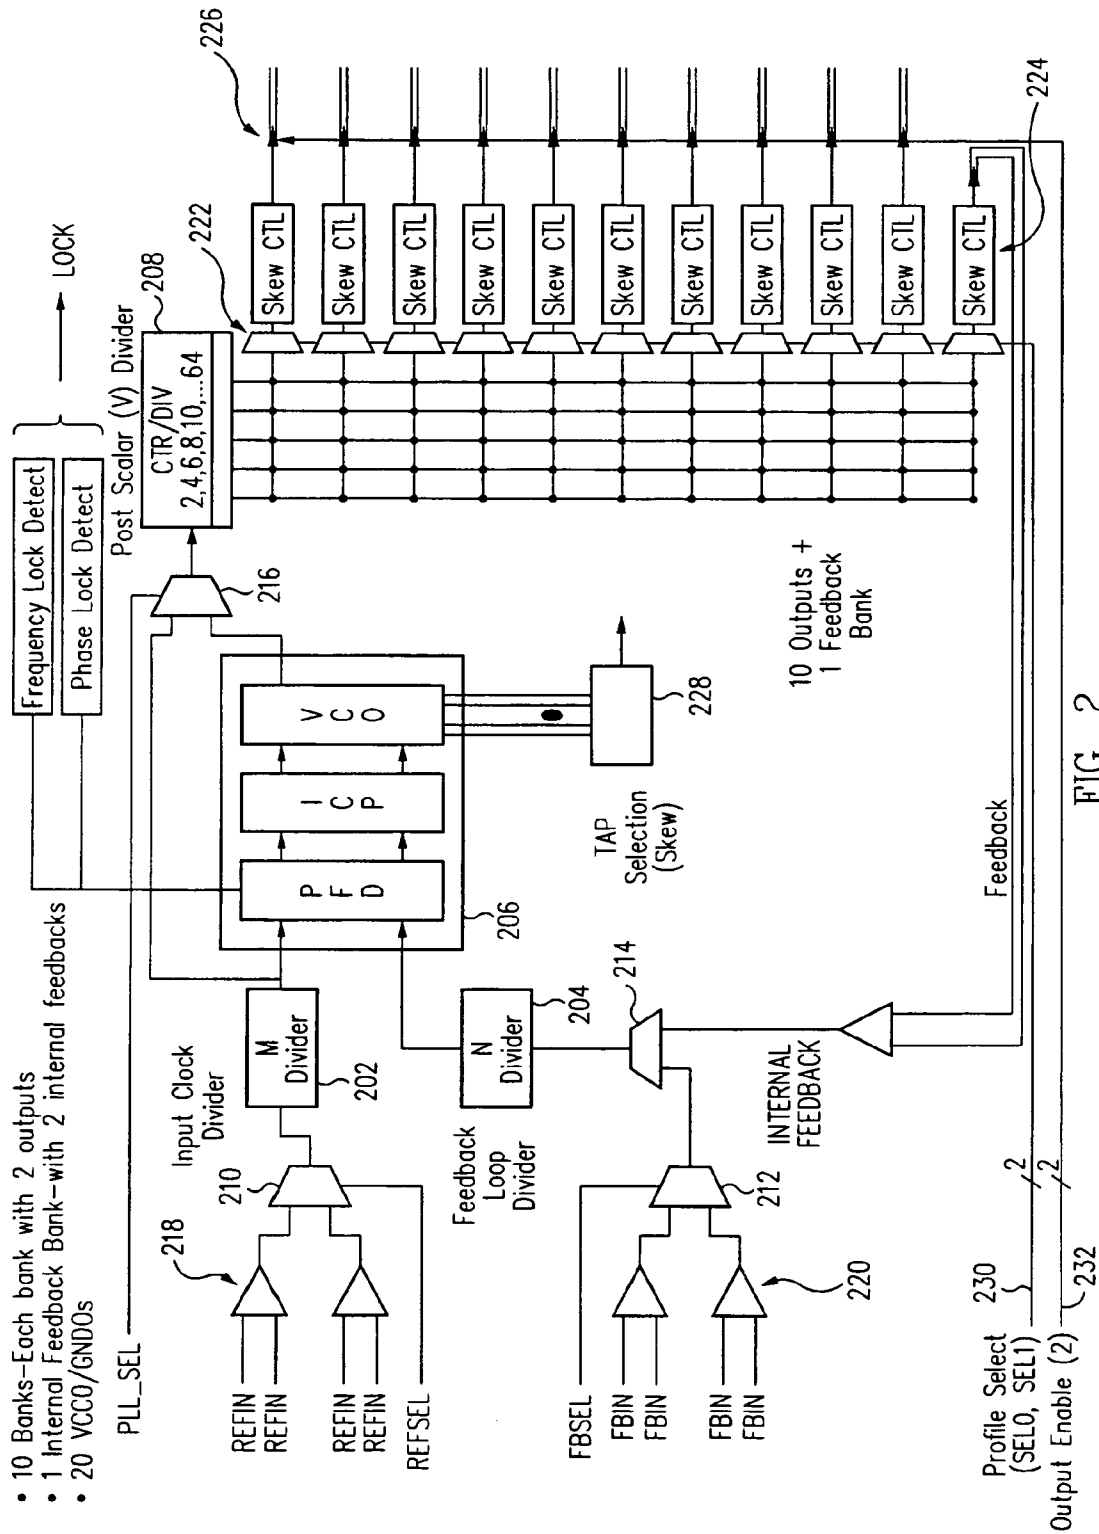 • 10 Banks-Each bank with 2 outputs
• 1 Internal Feedback Bank-with 2 internal feedbacks
• 20 VCCO/GNDOs
PLL_SEL
Frequency Lock Detect
Phase Lock Detect
LOCK
Post Scalar (V) Divider
208
CTR/DIV
2,4,6,8,10,...64
222
226
216
Input Clock
Divider
M
Divider
202
210
218
REFIN
REFIN
REFIN
REFIN
REFSEL
PFD
ICP
VCO
206
Feedback
Loop
Divider
N
Divider
204
214
TAP
Selection
(Skew)
228
FBSEL
FBIN
FBIN
FBIN
FBIN
212
220
INTERNAL
FEEDBACK
10 Outputs +
1 Feedback
Bank
Skew CTL
Skew CTL
Skew CTL
Skew CTL
Skew CTL
Skew CTL
Skew CTL
Skew CTL
Skew CTL
Skew CTL
Skew CTL
224
Feedback
Profile Select
(SEL0, SEL1)
230
2
Output Enable (2)
232
2
FIG. 2